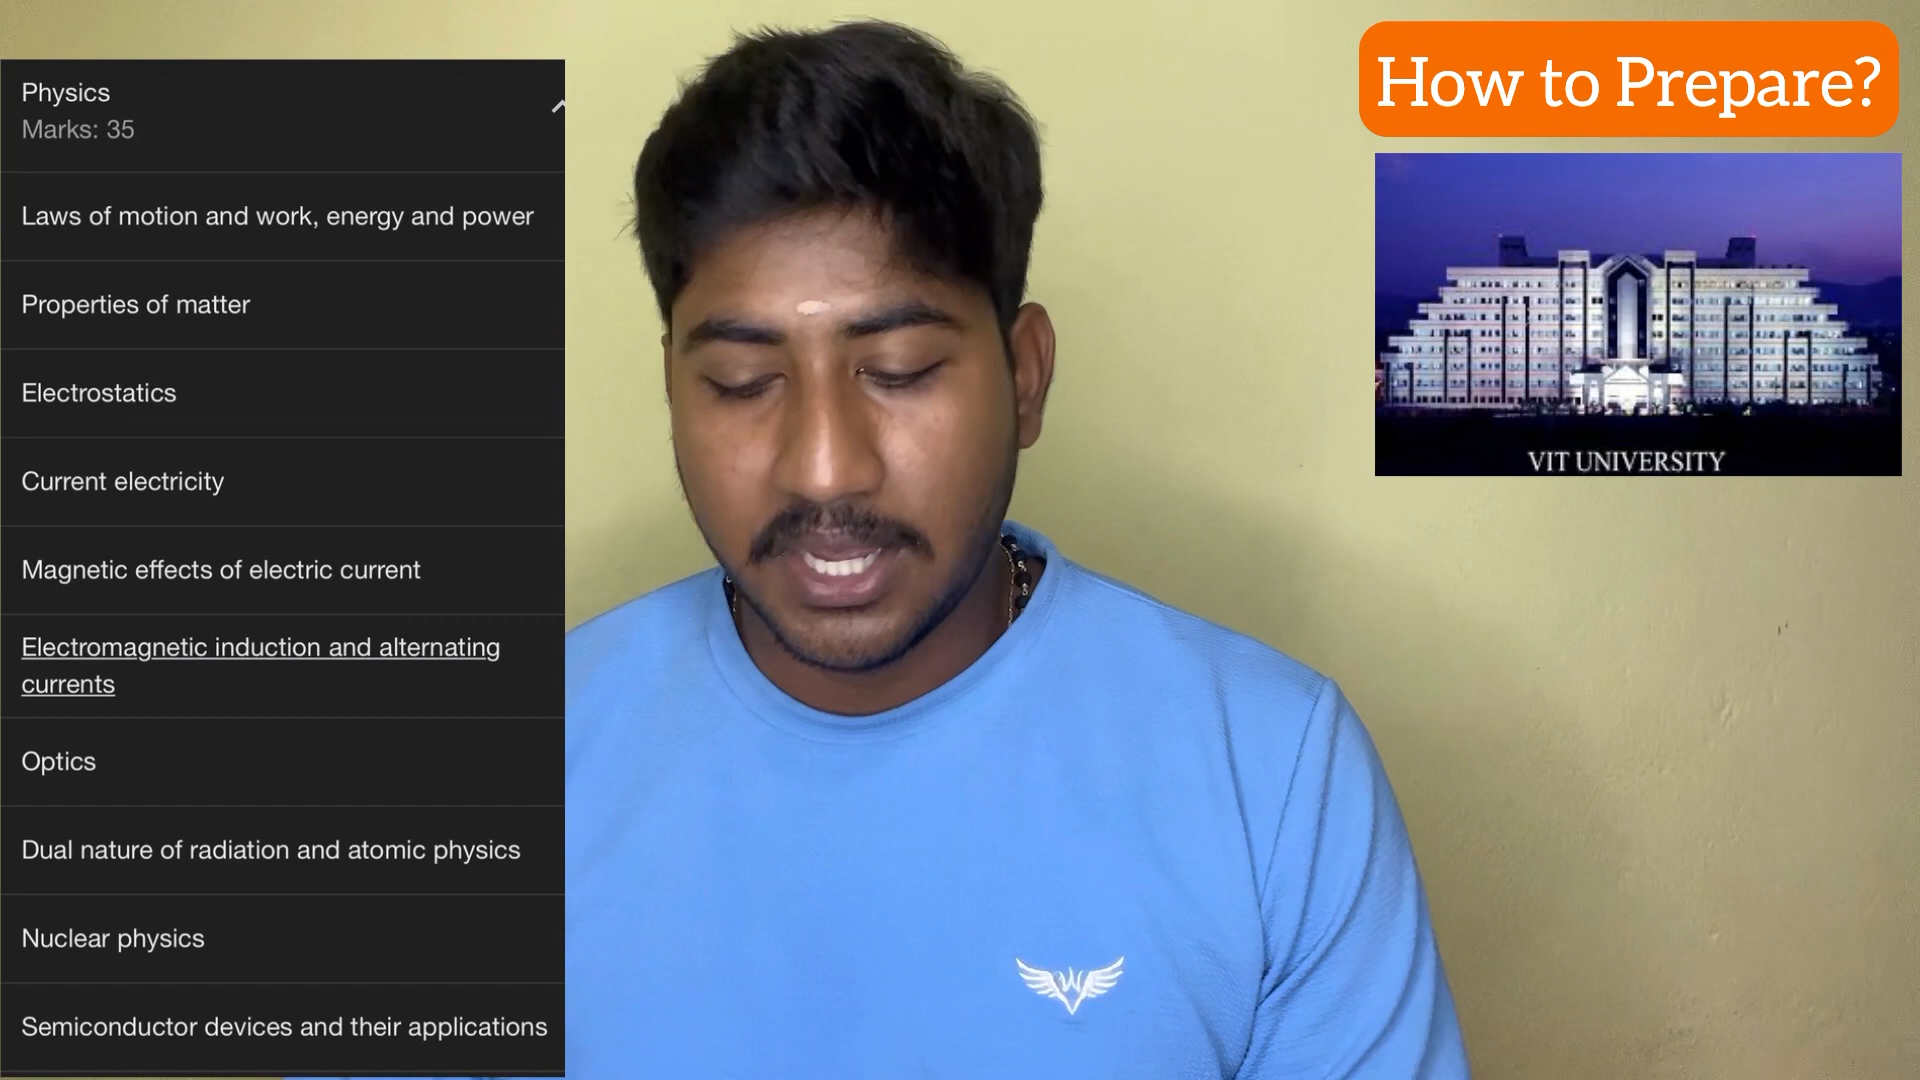 Physics
Marks: 35
Laws of motion and work, energy and power
Properties of matter
Electrostatics
Current electricity
Magnetic effects of electric current
Electromagnetic induction and alternating
currents
Optics
Dual nature of radiation and atomic physics
Nuclear physics
Semiconductor devices and their applications
How to Prepare?
VIT UNIVERSITY
W